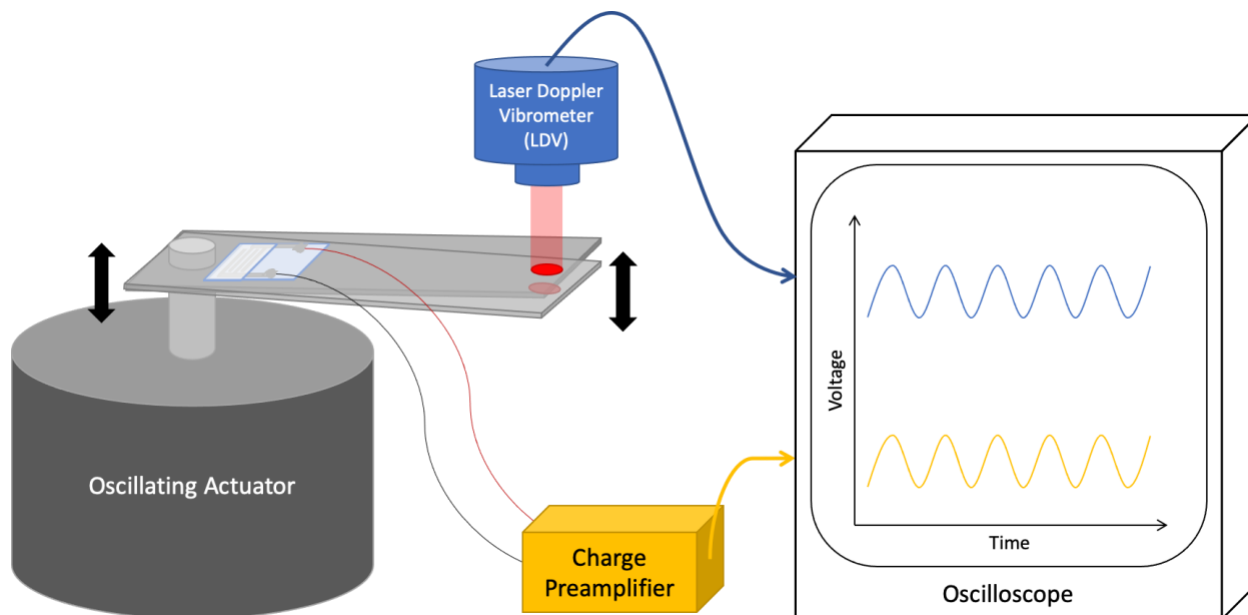 Laser Doppler
Vibrometer
(LDV)
Oscillating Actuator
Charge
Preamplifier
Voltage
Time
Oscilloscope